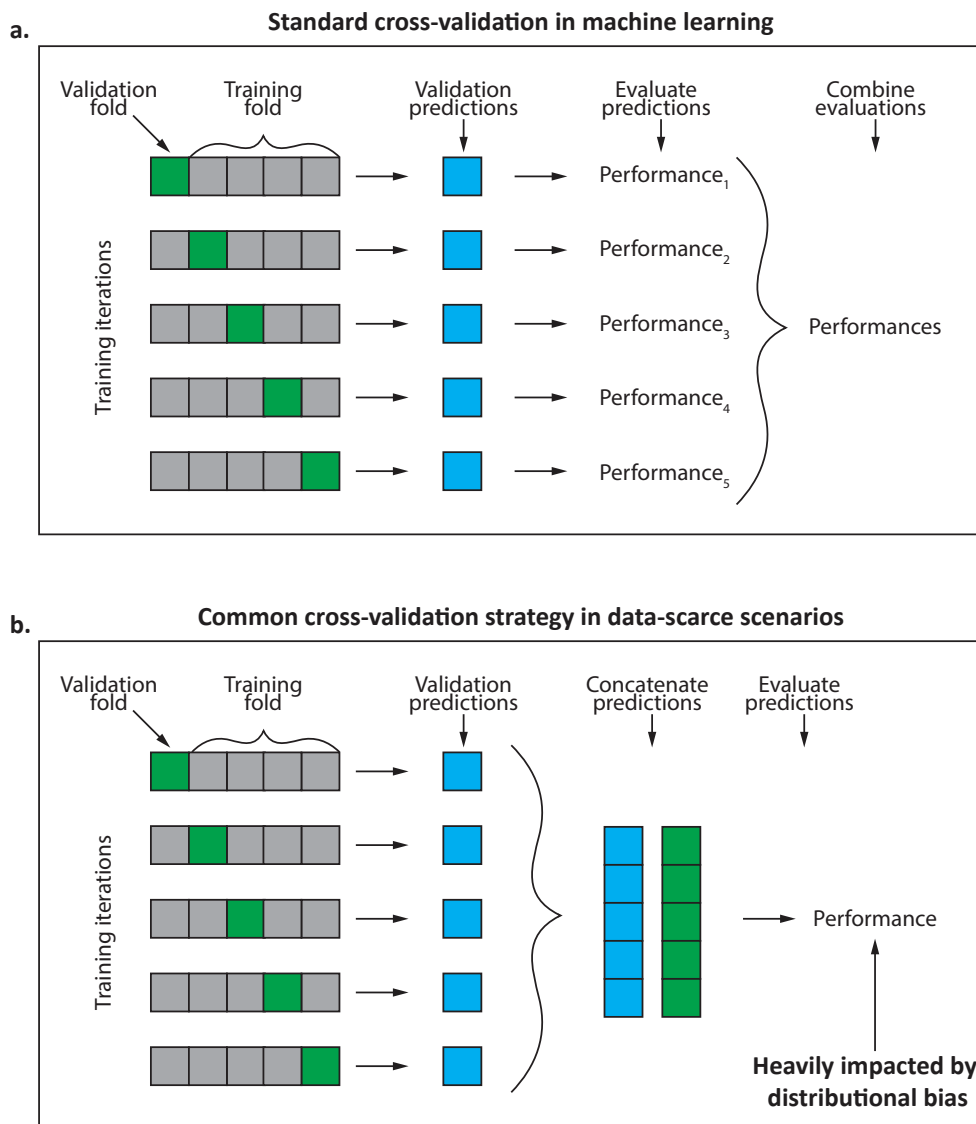 a.
Standard cross-validation in machine learning
Validation
fold
Training
fold
Validation
predictions
Evaluate
predictions
Combine
evaluations
Training iterations
Performance1
Performance2
Performance3
Performance4
Performance5
Performances
b.
Common cross-validation strategy in data-scarce scenarios
Validation
fold
Training
fold
Validation
predictions
Concatenate
predictions
Evaluate
predictions
Training iterations
Performance
Heavily impacted by
distributional bias